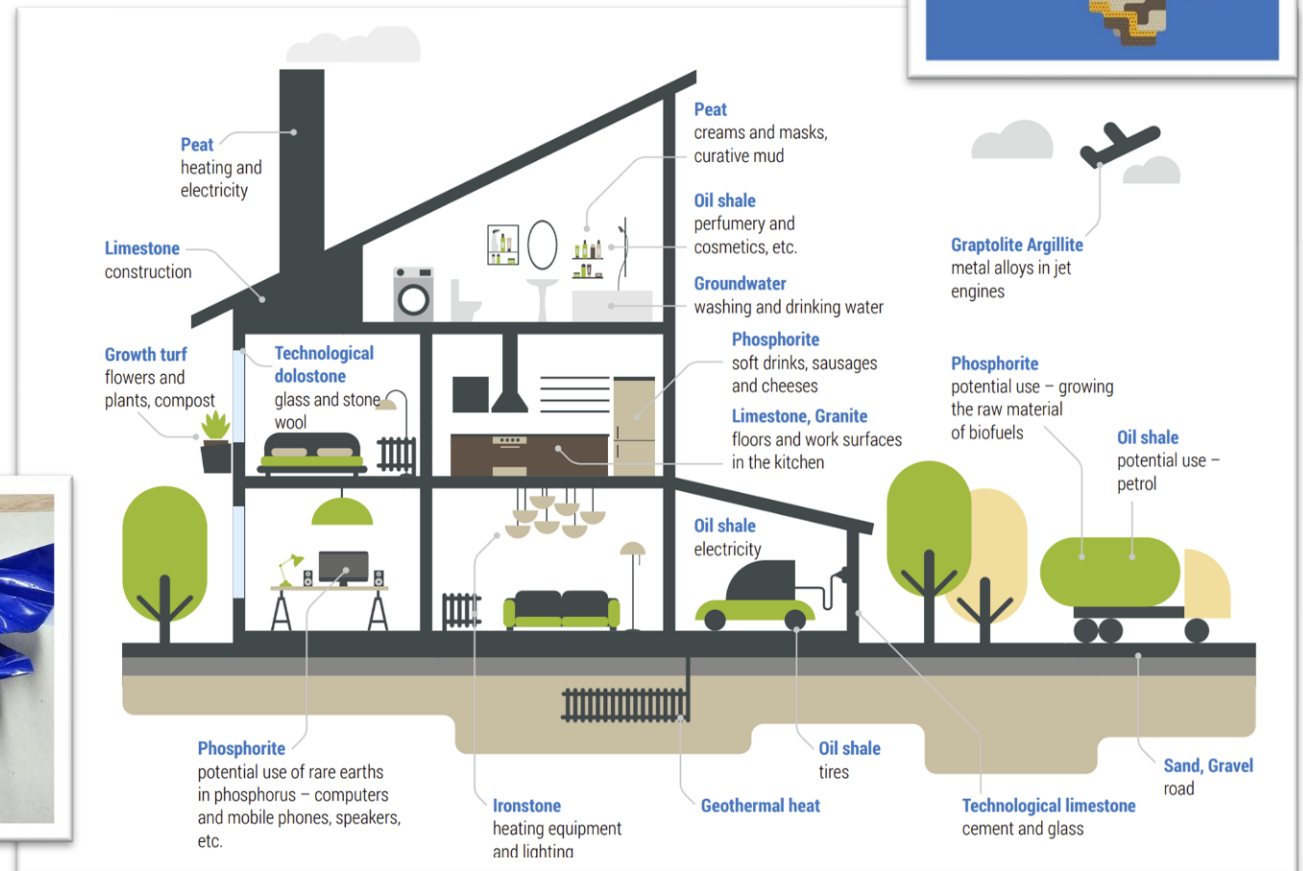 Peat
heating and
electricity
Limestone
construction
Growth turf
flowers and
plants, compost
Technological
dolostone
glass and stone
wool
Peat
creams and masks,
curative mud
Oil shale
perfumery and
cosmetics, etc.
Groundwater
washing and drinking water
Phosphorite
soft drinks, sausages
and cheeses
Limestone, Granite
floors and work surfaces
in the kitchen
Oil shale
electricity
Graptolite Argillite
metal alloys in jet
engines
Phosphorite
potential use – growing
the raw material
of biofuels
Oil shale
potential use –
petrol
Phosphorite
potential use of rare earths
in phosphorus – computers
and mobile phones, speakers,
etc.
Ironstone
heating equipment
and lighting
Geothermal heat
Oil shale
tires
Technological limestone
cement and glass
Sand, Gravel
road